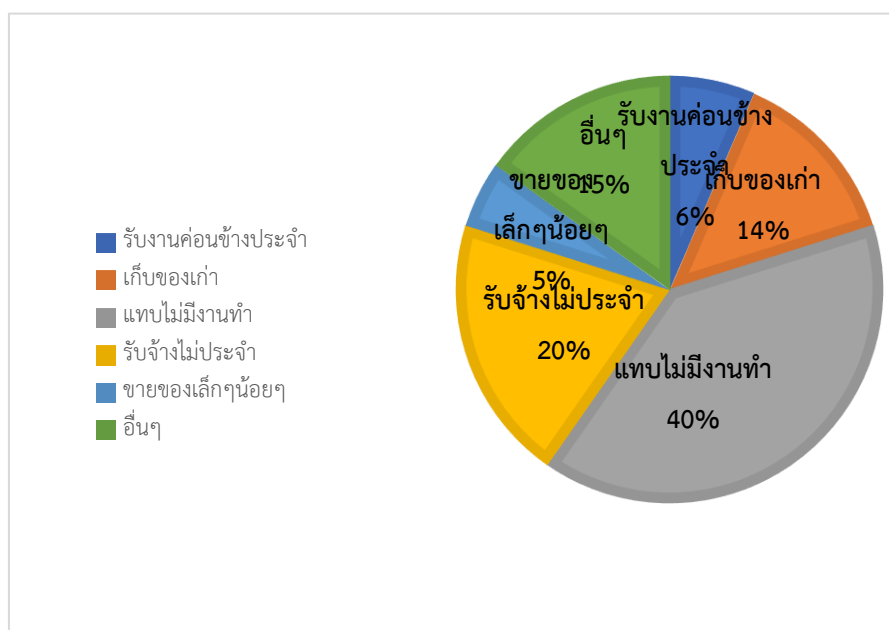 รับงานค่อนข้างประจำ
เก็บของเก่า
แทบไม่มีงานทำ
รับจ้างไม่ประจำ
ขายของเล็กๆน้อยๆ
อื่นๆ
รับงานค่อนข้าง
ประจำ
6%
เก็บของเก่า
14%
แทบไม่มีงานทำ
40%
รับจ้างไม่ประจำ
20%
ขายของ
เล็กๆน้อยๆ
5%
อื่นๆ
15%